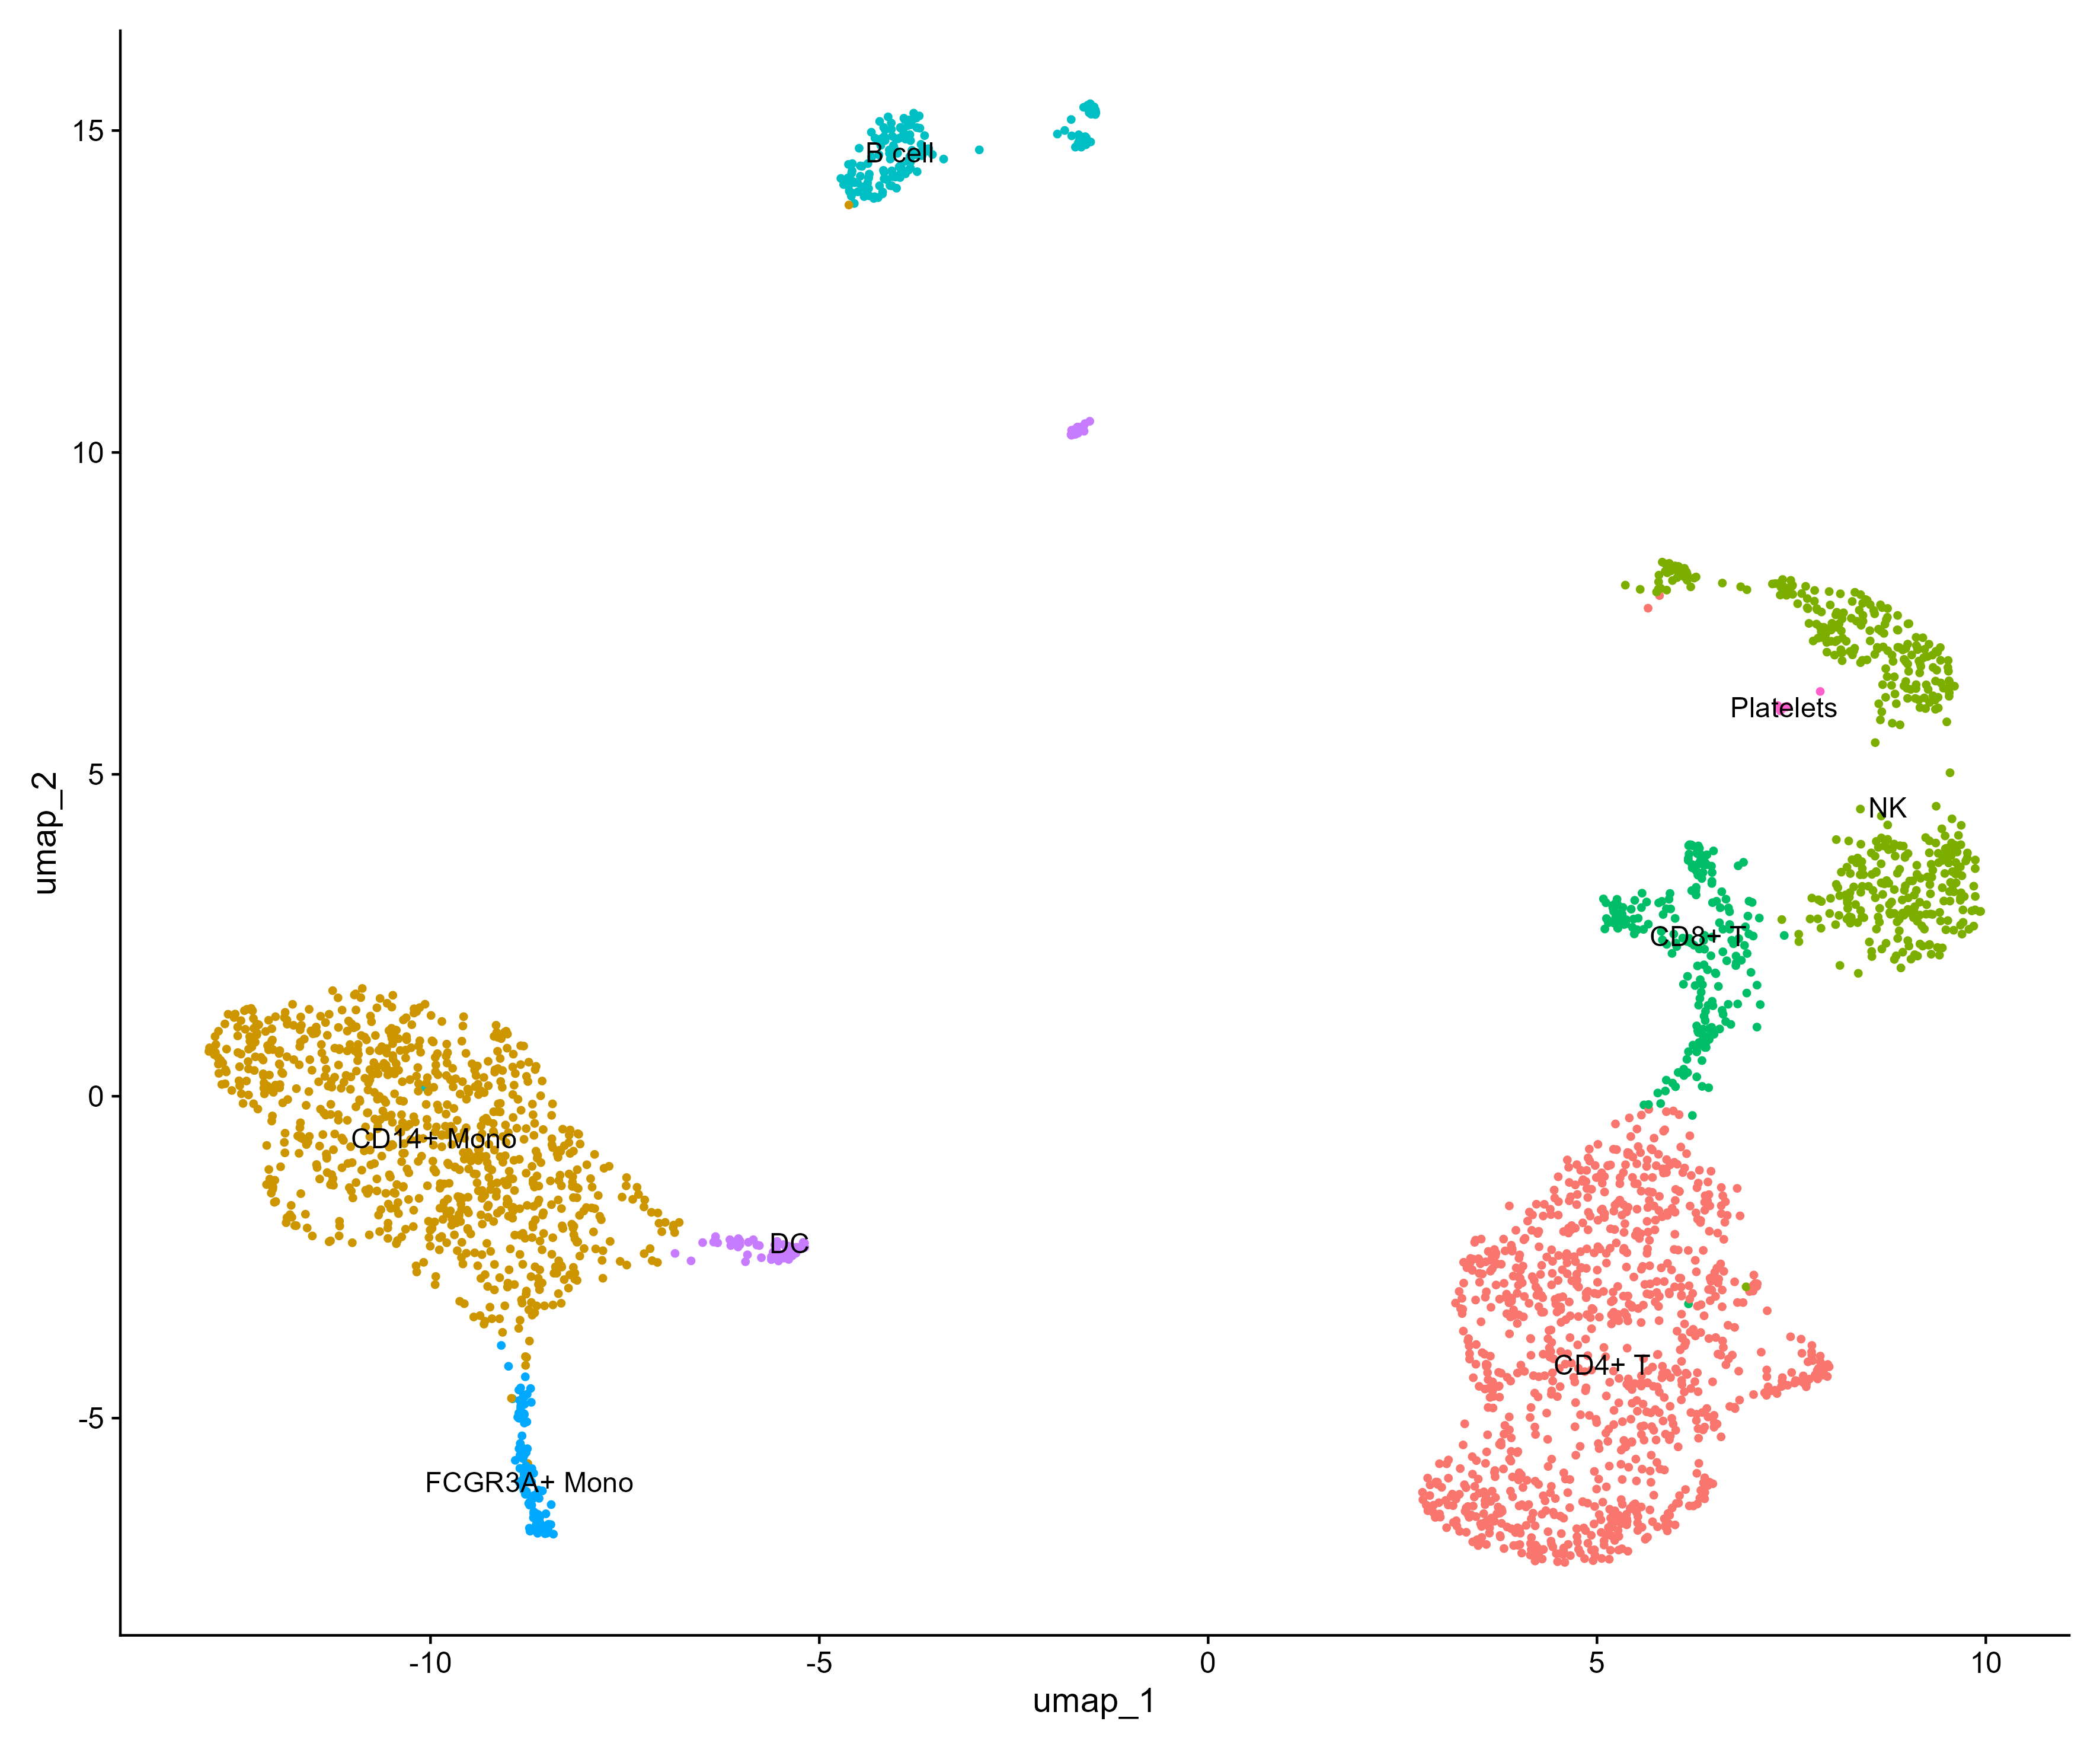 15
B cell
10
Platelets
5
NK
CD8+ T
umap_2
0
CD14+ Mono
DC
CD4+ T
-5
FCGR3A+ Mono
-10
-5
0
5
10
umap_1